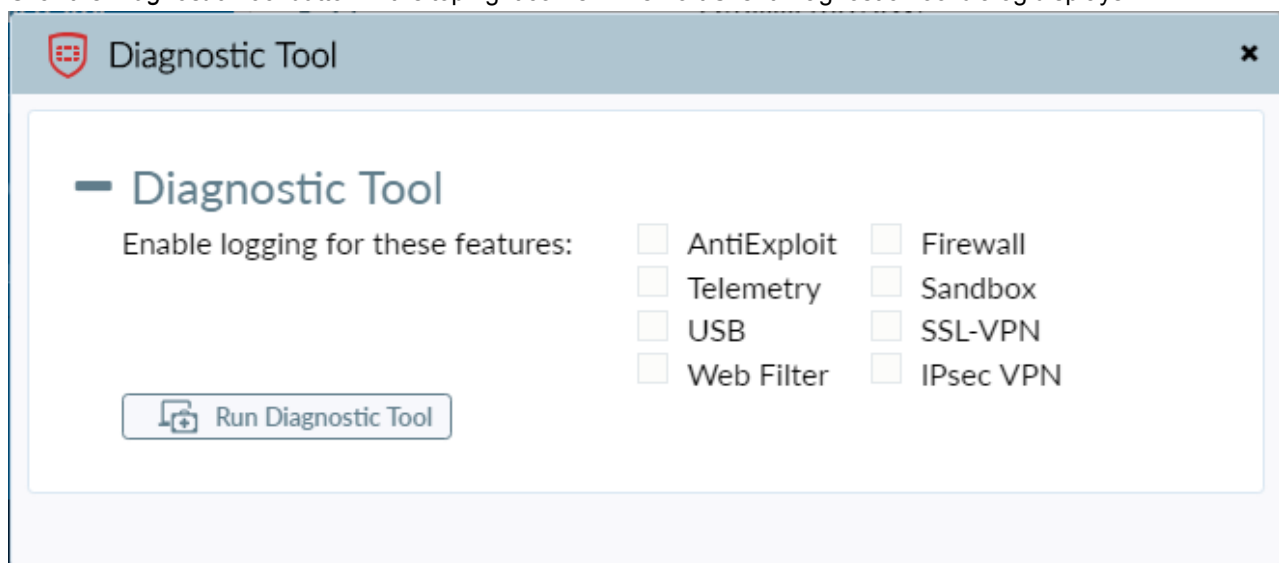 Diagnostic Tool
Diagnostic Tool
Enable logging for these features:
AntiExploit Firewall
Telemetry Sandbox
USB SSL-VPN
Web Filter IPsec VPN
Run Diagnostic Tool